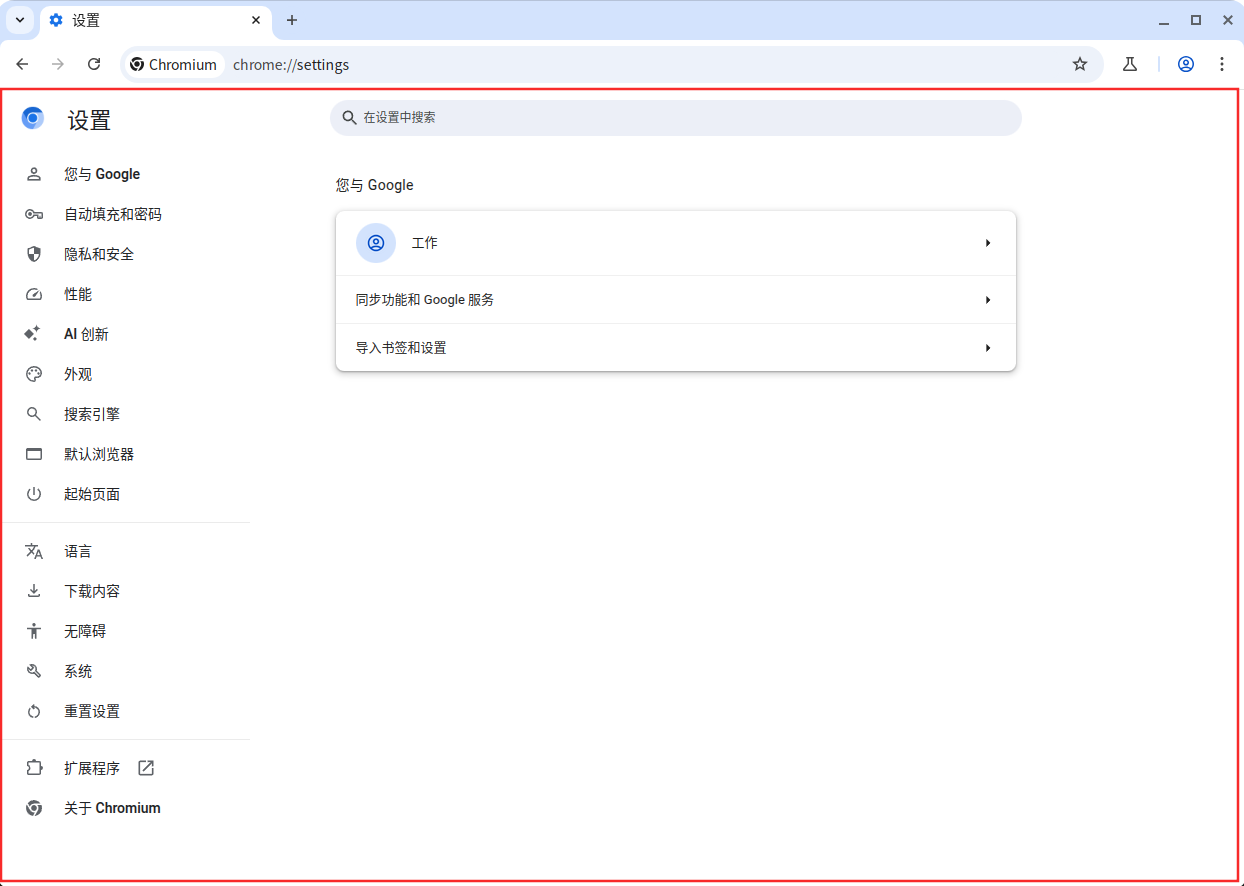 设置
Chromium chrome://settings
设置
在设置中搜索
您与 Google
自动填充和密码
隐私和安全
性能
AI 创新
外观
搜索引擎
默认浏览器
起始页面
语言
下载内容
无障碍
系统
重置设置
扩展程序
关于 Chromium
您与 Google
工作
同步功能和 Google 服务
导入书签和设置